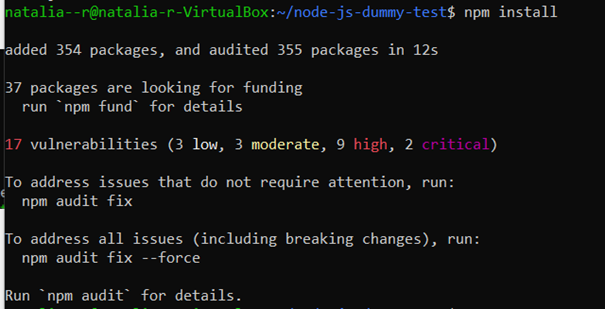 natalia--r@natalia-r-VirtualBox:~/node-js-dummy-test$ npm install
added 354 packages, and audited 355 packages in 12s
37 packages are looking for funding
  run `npm fund` for details
17 vulnerabilities (3 low, 3 moderate, 9 high, 2 critical)
To address issues that do not require attention, run:
  npm audit fix
To address all issues (including breaking changes), run:
  npm audit fix --force
Run `npm audit` for details.